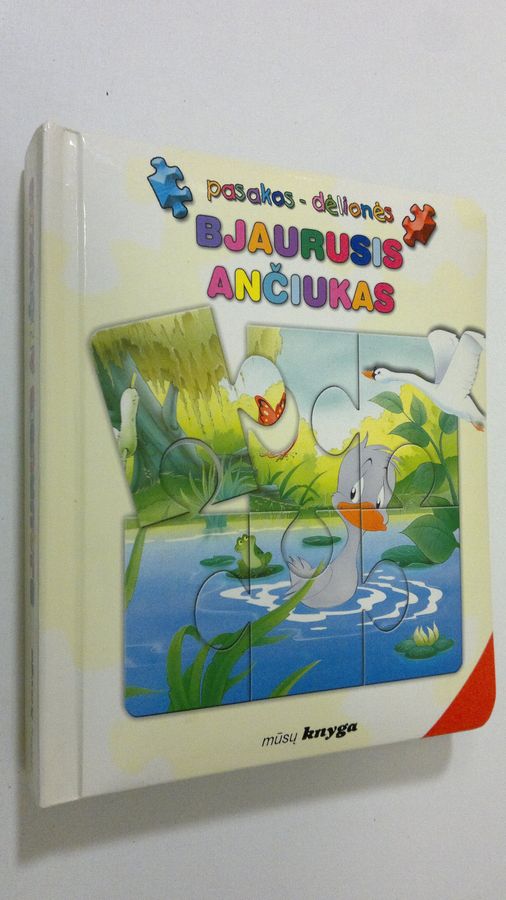 pasakos - dėlionės
BJAURUSIS
ANČIUKAS
mūsų knyga